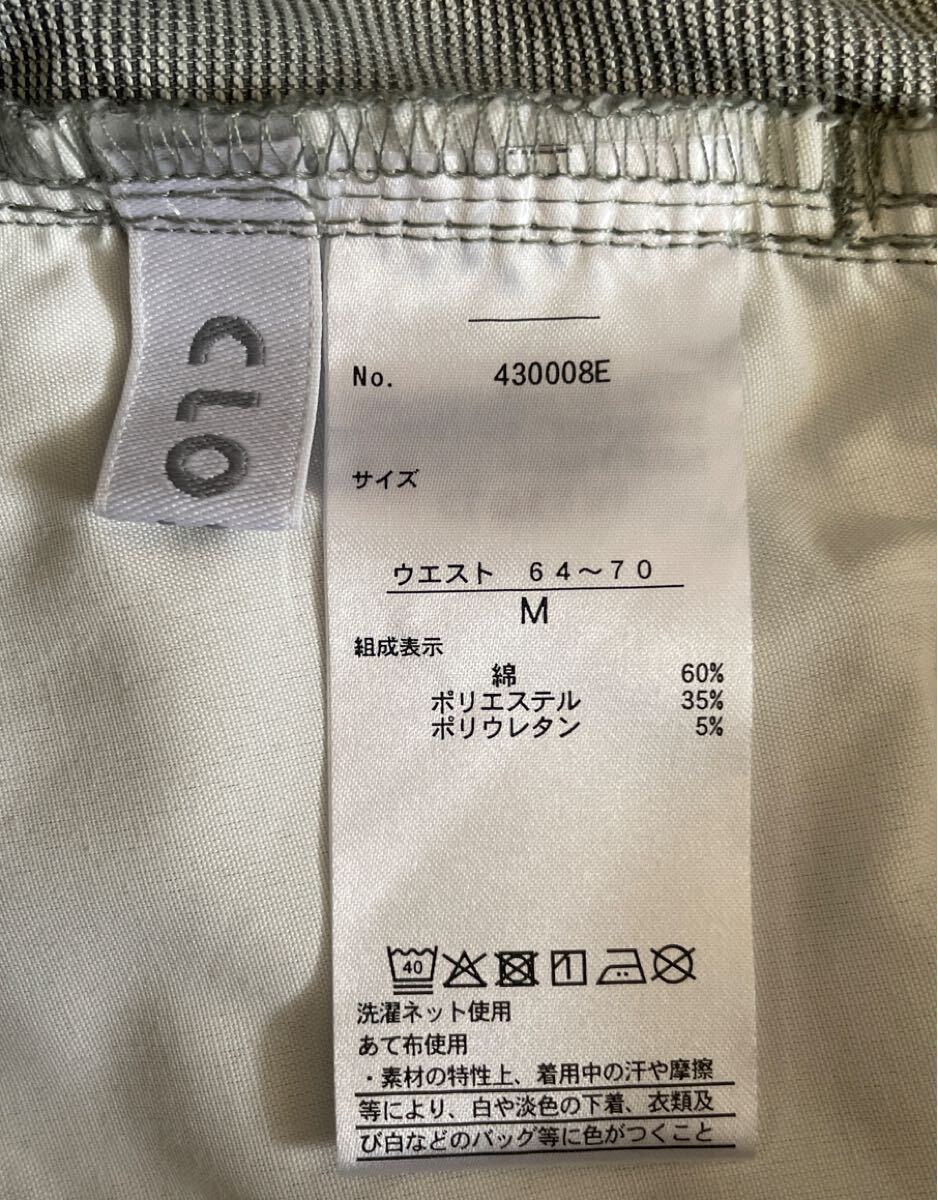 CLO
No. 430008E
サイズ
ウエスト 64～70
M
組成表示
綿 60%
ポリエステル 35%
ポリウレタン 5%
40
洗濯ネット使用
あて布使用
・素材の特性上、着用中の汗や摩擦
等により、白や淡色の下着、衣類及
び白などのバッグ等に色がつくこと